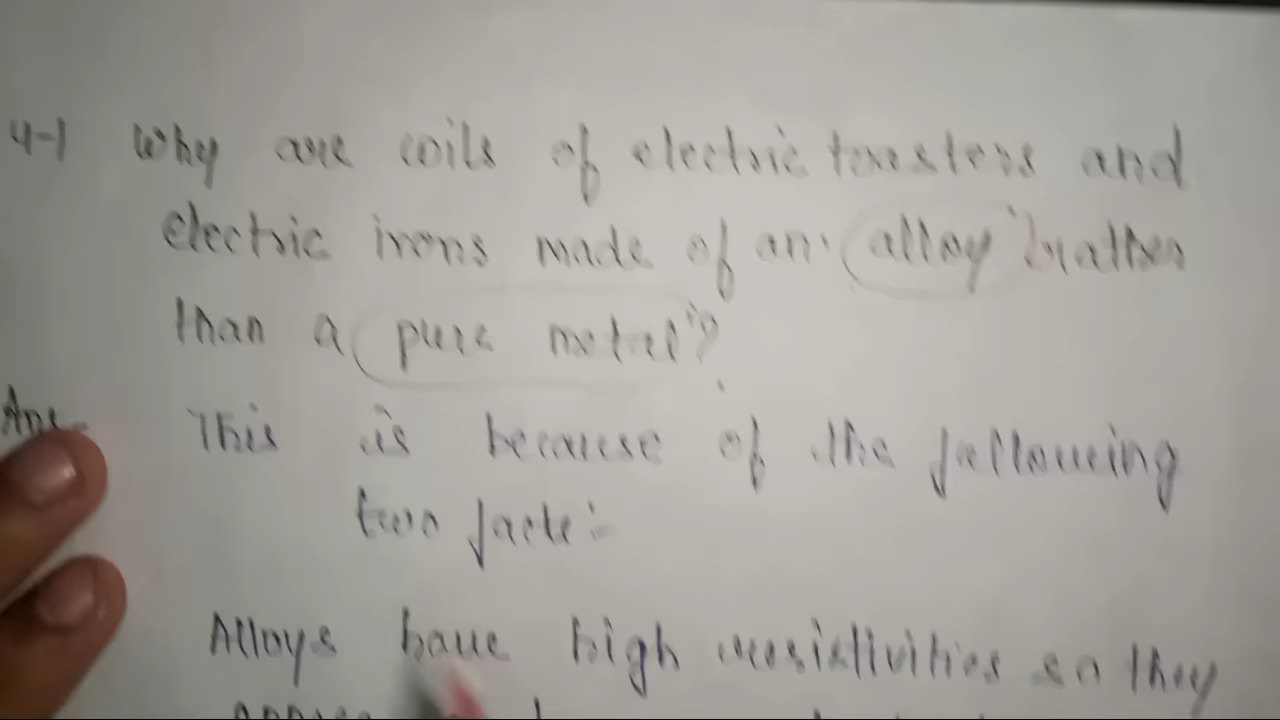 4-1 Why are coils of electric toasters and
electric irons made of an alloy rather
than a pure metal?
Ans This is because of the following
two facts:-
Alloys have high resistivities so they